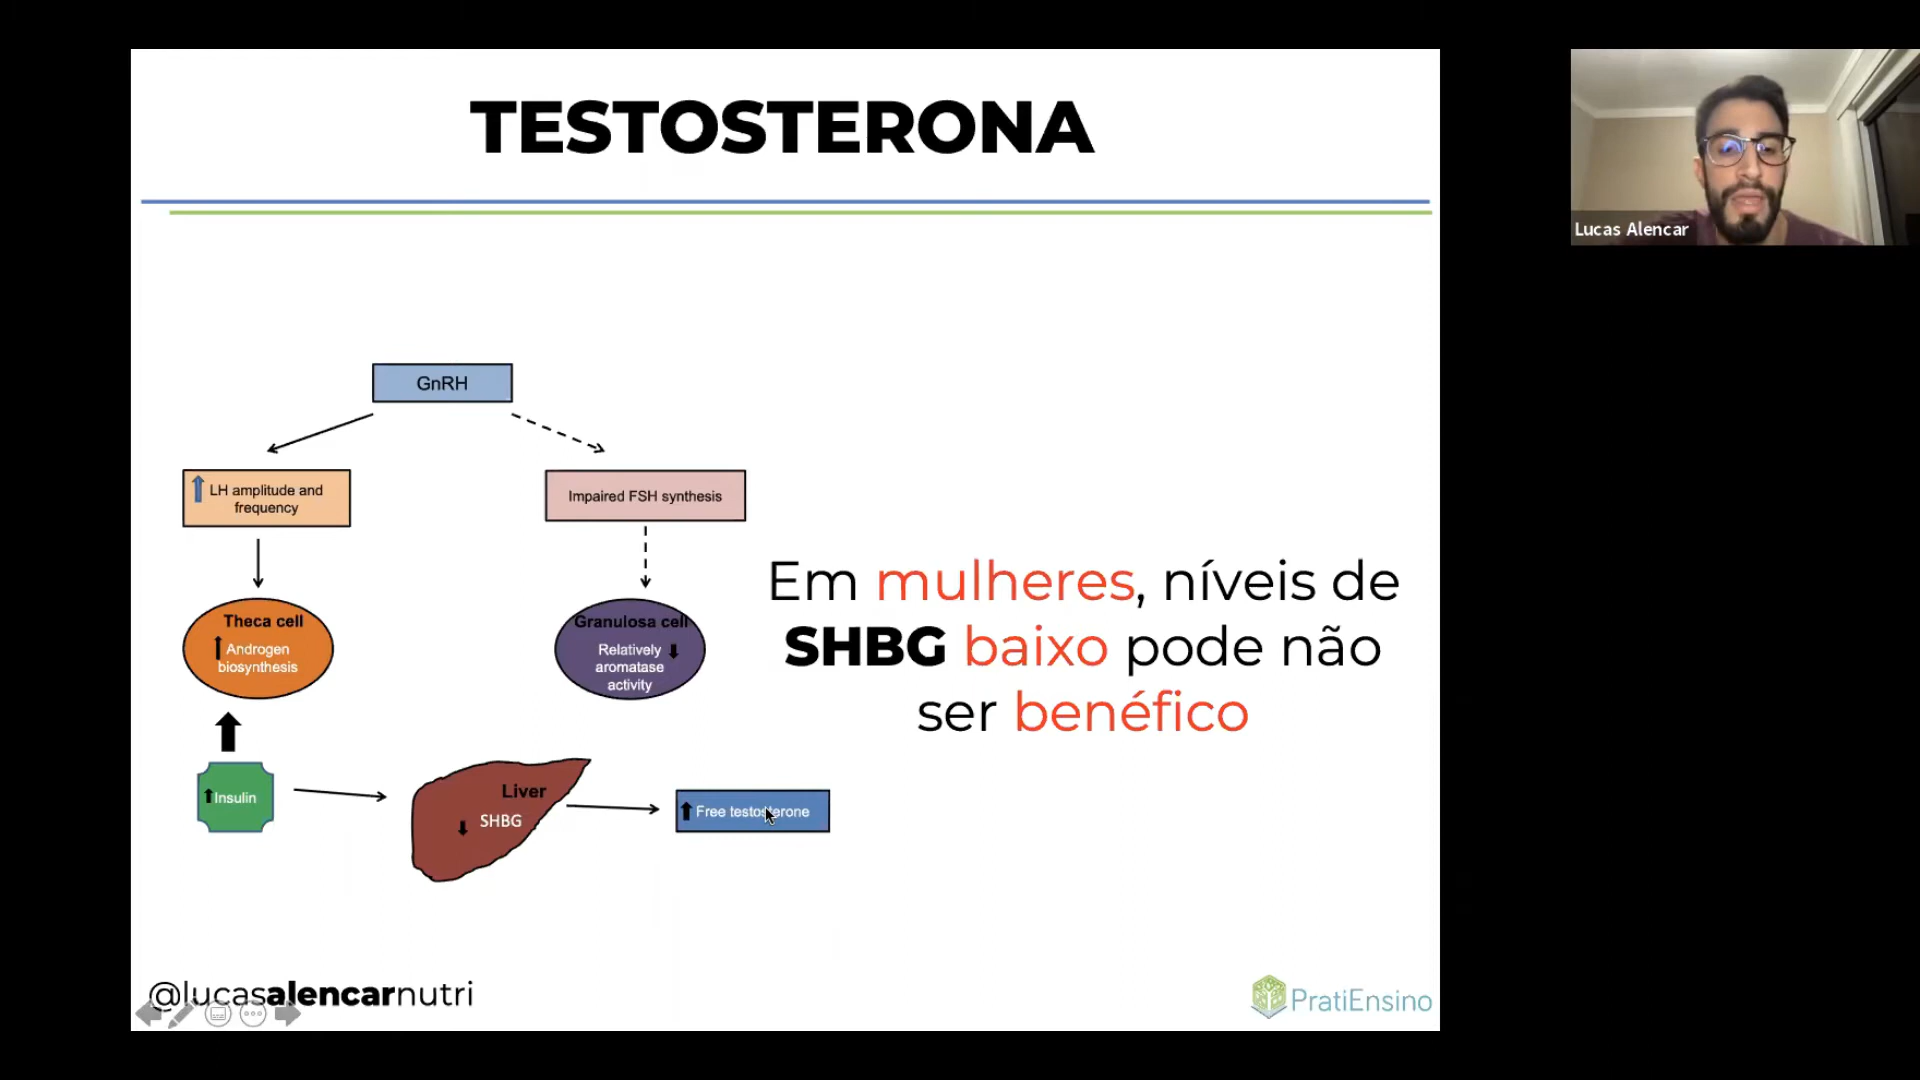 TESTOSTERONA
Lucas Alencar
GnRH
LH amplitude and
frequency
Impaired FSH synthesis
Theca cell
Androgen
biosynthesis
Granulosa cell
Relatively
aromatase
activity
Em mulheres, níveis de
SHBG baixo pode não
ser benéfico
Insulin
Liver
SHBG
Free testosterone
@lucasalencarnutri
PratiEnsino